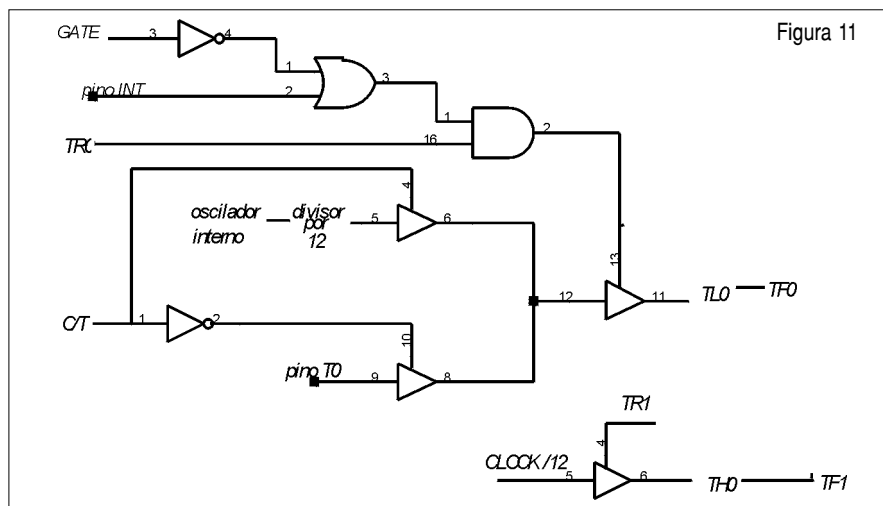 Figura 11
GATE
3
4
1
pino INT
2
3
1
2
TR0
16
4
oscilador
interno
divisor
por
12
5
6
13
12
11
TL0
TF0
C/T
1
2
10
pino T0
9
8
TR1
4
CLOCK /12
5
6
TH0
TF1